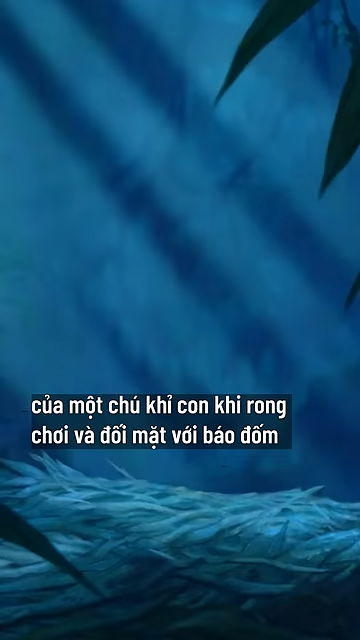 của một chú khỉ con khi rong
chơi và đối mặt với báo đốm